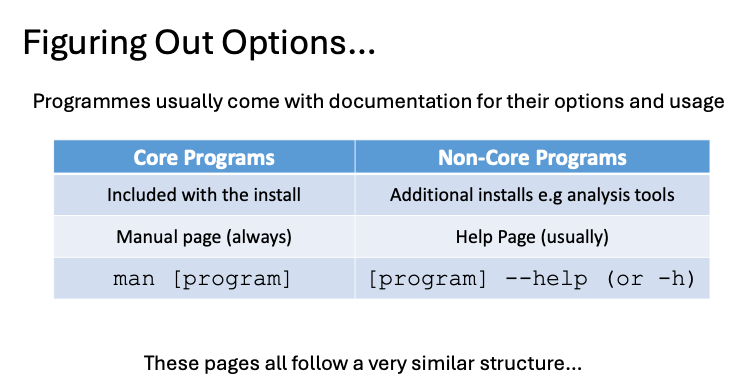 Figuring Out Options...
Programmes usually come with documentation for their options and usage
Core Programs
Non-Core Programs
Included with the install
Additional installs e.g analysis tools
Manual page (always)
Help Page (usually)
man [program]
[program] --help (or -h)
These pages all follow a very similar structure...